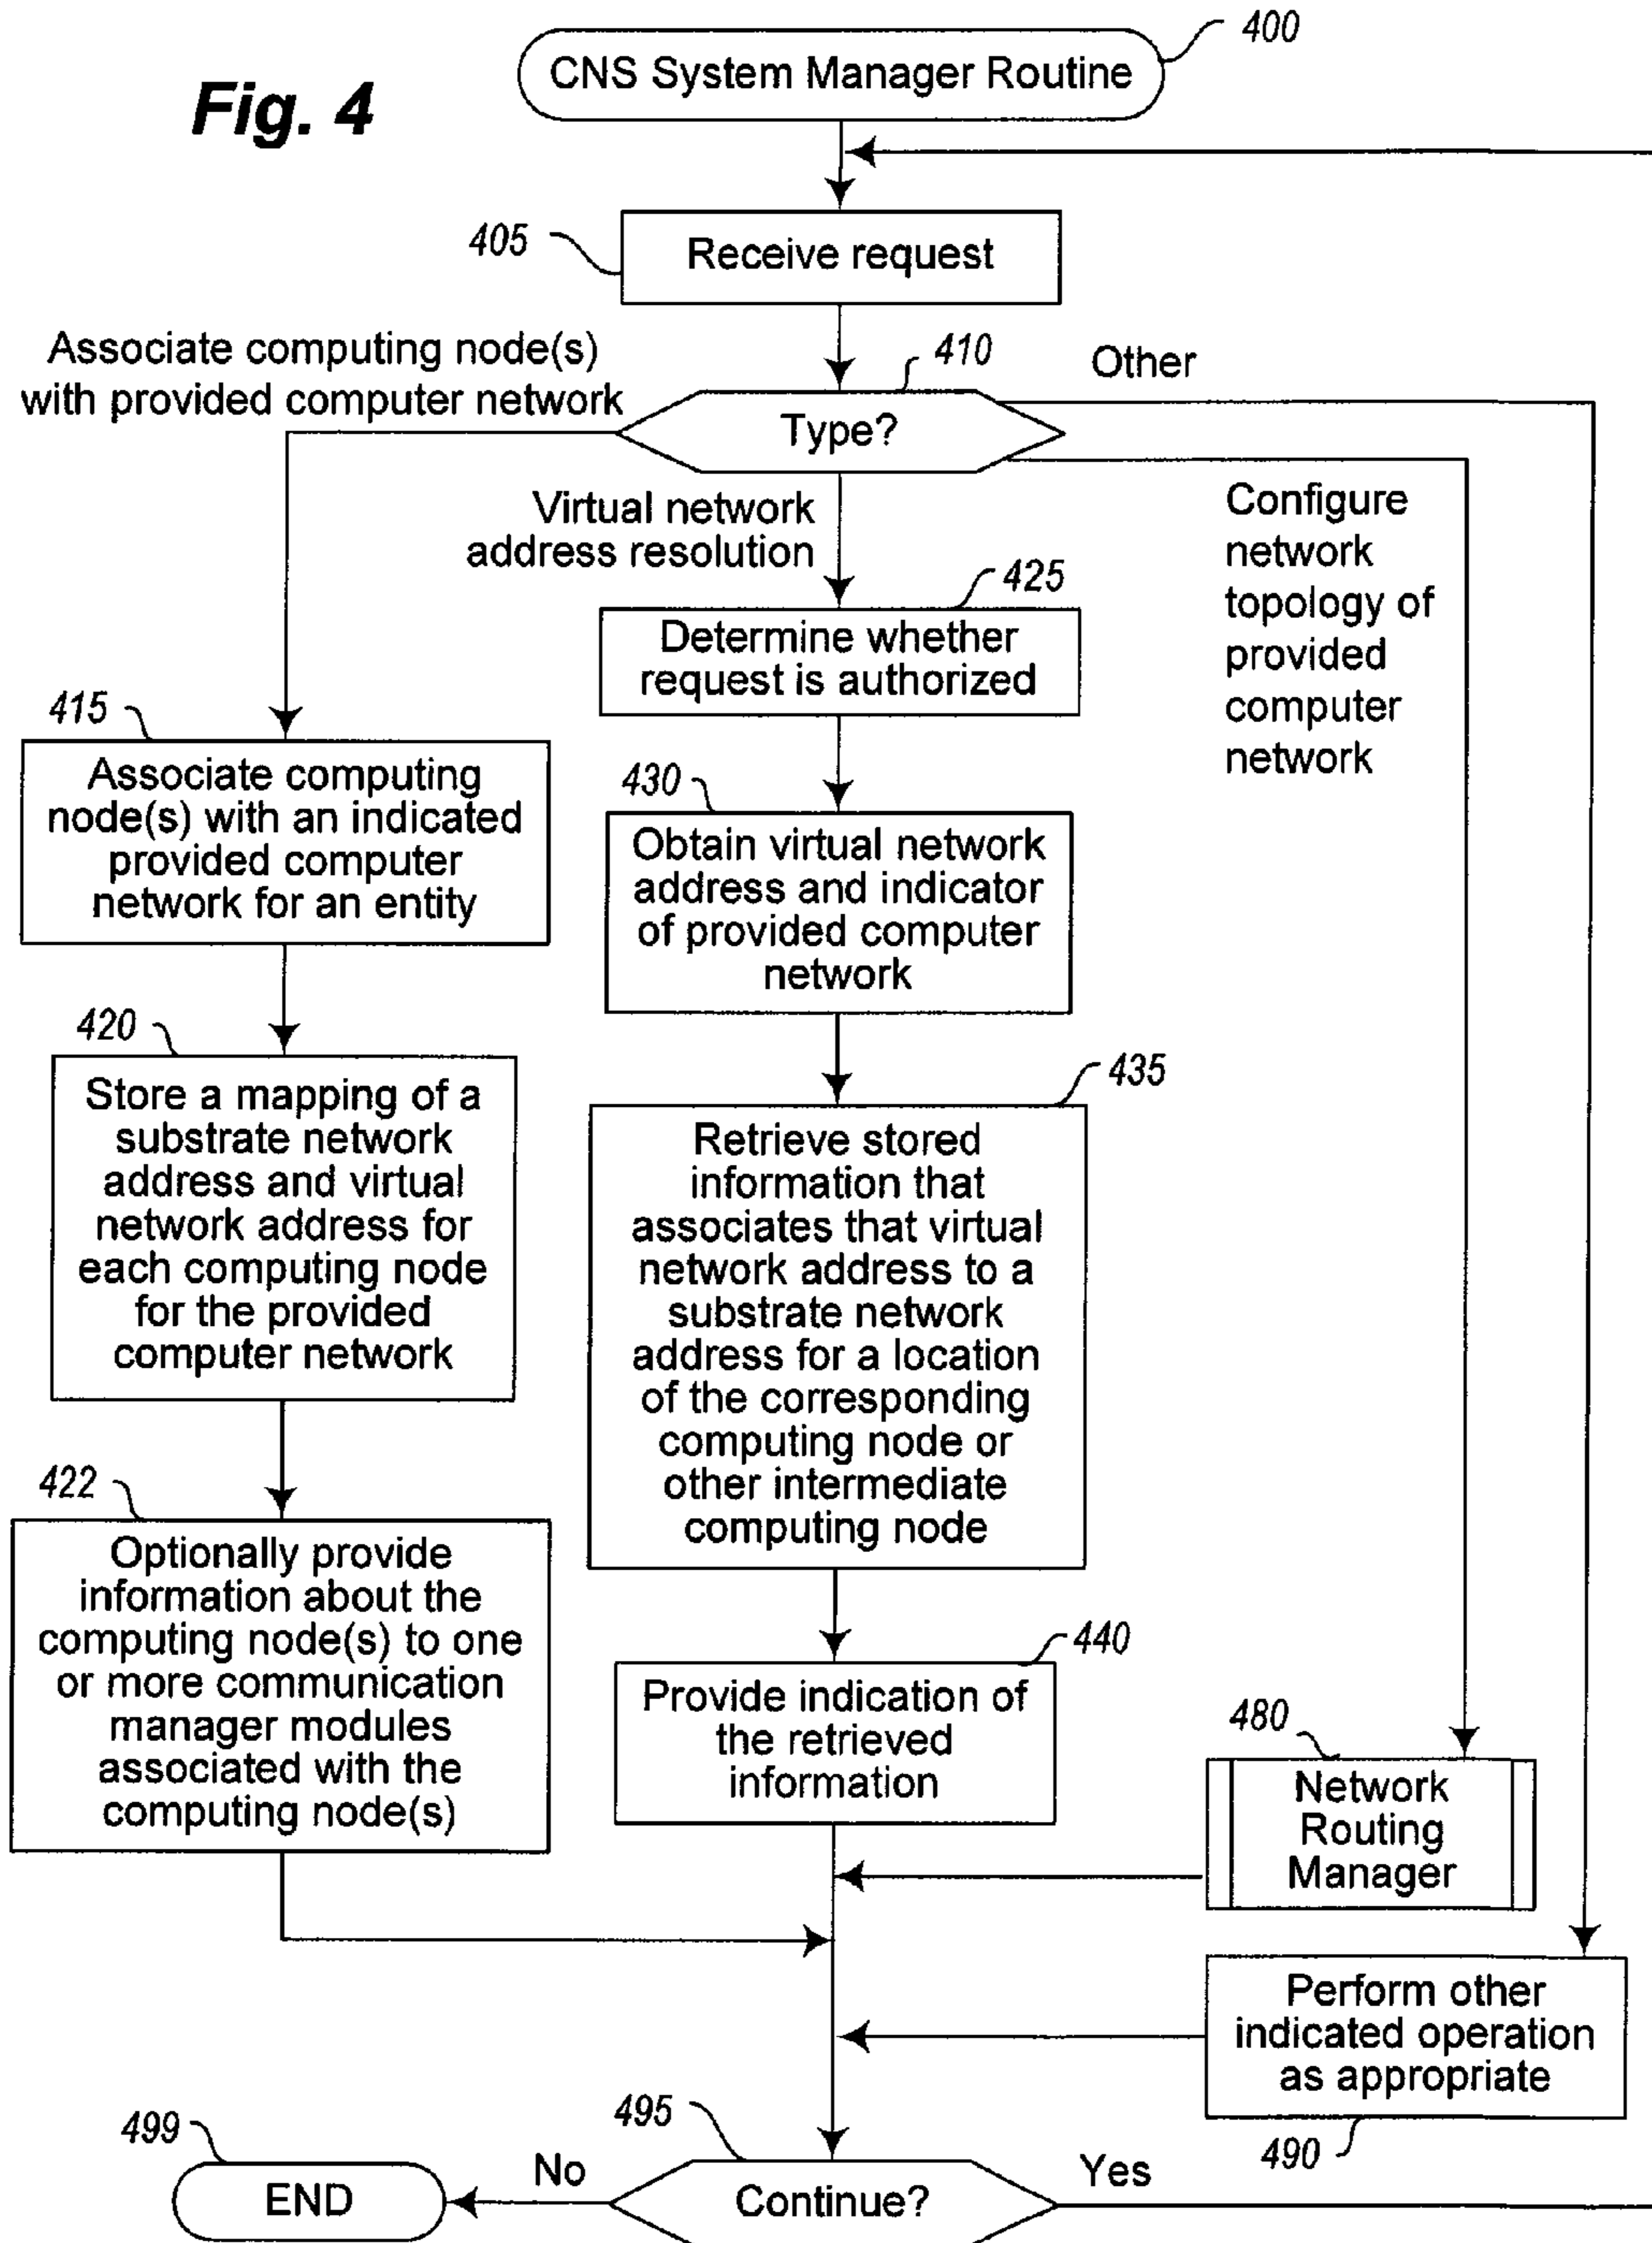 Fig. 4
400
CNS System Manager Routine
405
Receive request
Associate computing node(s)
with provided computer network
410
Other
Type?
Virtual network
address resolution
Configure
network
topology of
provided
computer
network
425
Determine whether
request is authorized
415
Associate computing
node(s) with an indicated
provided computer
network for an entity
430
Obtain virtual network
address and indicator
of provided computer
network
420
Store a mapping of a
substrate network
address and virtual
network address for
each computing node
for the provided
computer network
435
Retrieve stored
information that
associates that virtual
network address to a
substrate network
address for a location
of the corresponding
computing node or
other intermediate
computing node
422
Optionally provide
information about the
computing node(s) to one
or more communication
manager modules
associated with the
computing node(s)
440
Provide indication of
the retrieved
information
480
Network
Routing
Manager
Perform other
indicated operation
as appropriate
490
495
Continue?
Yes
No
499
END